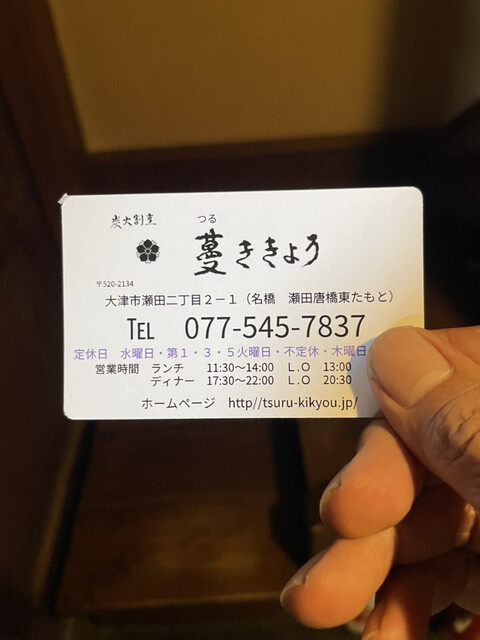 炭火割烹
つる
蔓ききょう
〒520-2134
大津市瀬田二丁目2-1（名橋 瀬田唐橋東たもと）
TEL 077-545-7837
定休日 水曜日・第1・3・5火曜日・不定休・木曜日
営業時間 ランチ 11:30～14:00 L.O 13:00
ディナー 17:30～22:00 L.O 20:30
ホームページ http//tsuru-kikyou.jp/